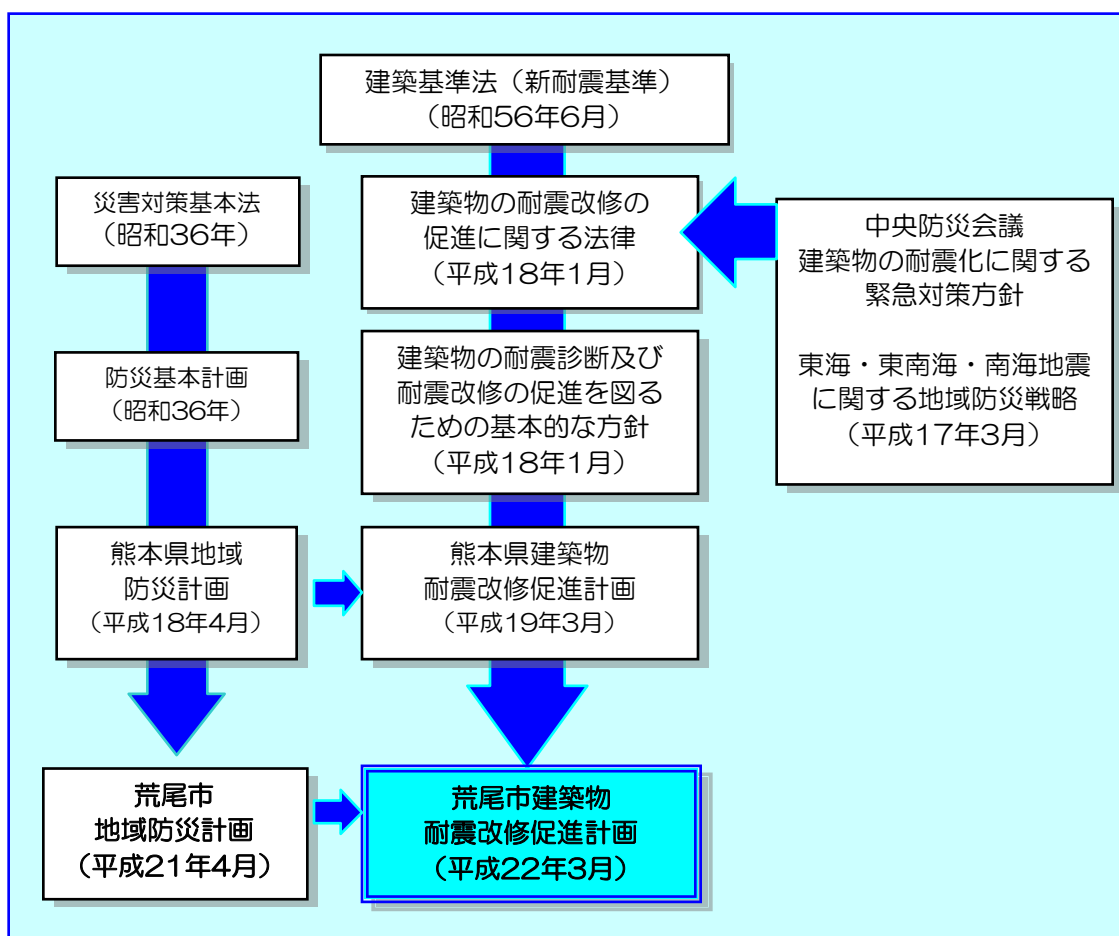 建築基準法（新耐震基準）
（昭和56年6月）
災害対策基本法
（昭和36年）
建築物の耐震改修の
促進に関する法律
（平成18年1月）
中央防災会議
建築物の耐震化に関する
緊急対策方針
東海・東南海・南海地震
に関する地域防災戦略
（平成17年3月）
防災基本計画
（昭和36年）
建築物の耐震診断及び
耐震改修の促進を図る
ための基本的な方針
（平成18年1月）
熊本県地域
防災計画
（平成18年4月）
熊本県建築物
耐震改修促進計画
（平成19年3月）
荒尾市
地域防災計画
（平成21年4月）
荒尾市建築物
耐震改修促進計画
（平成22年3月）